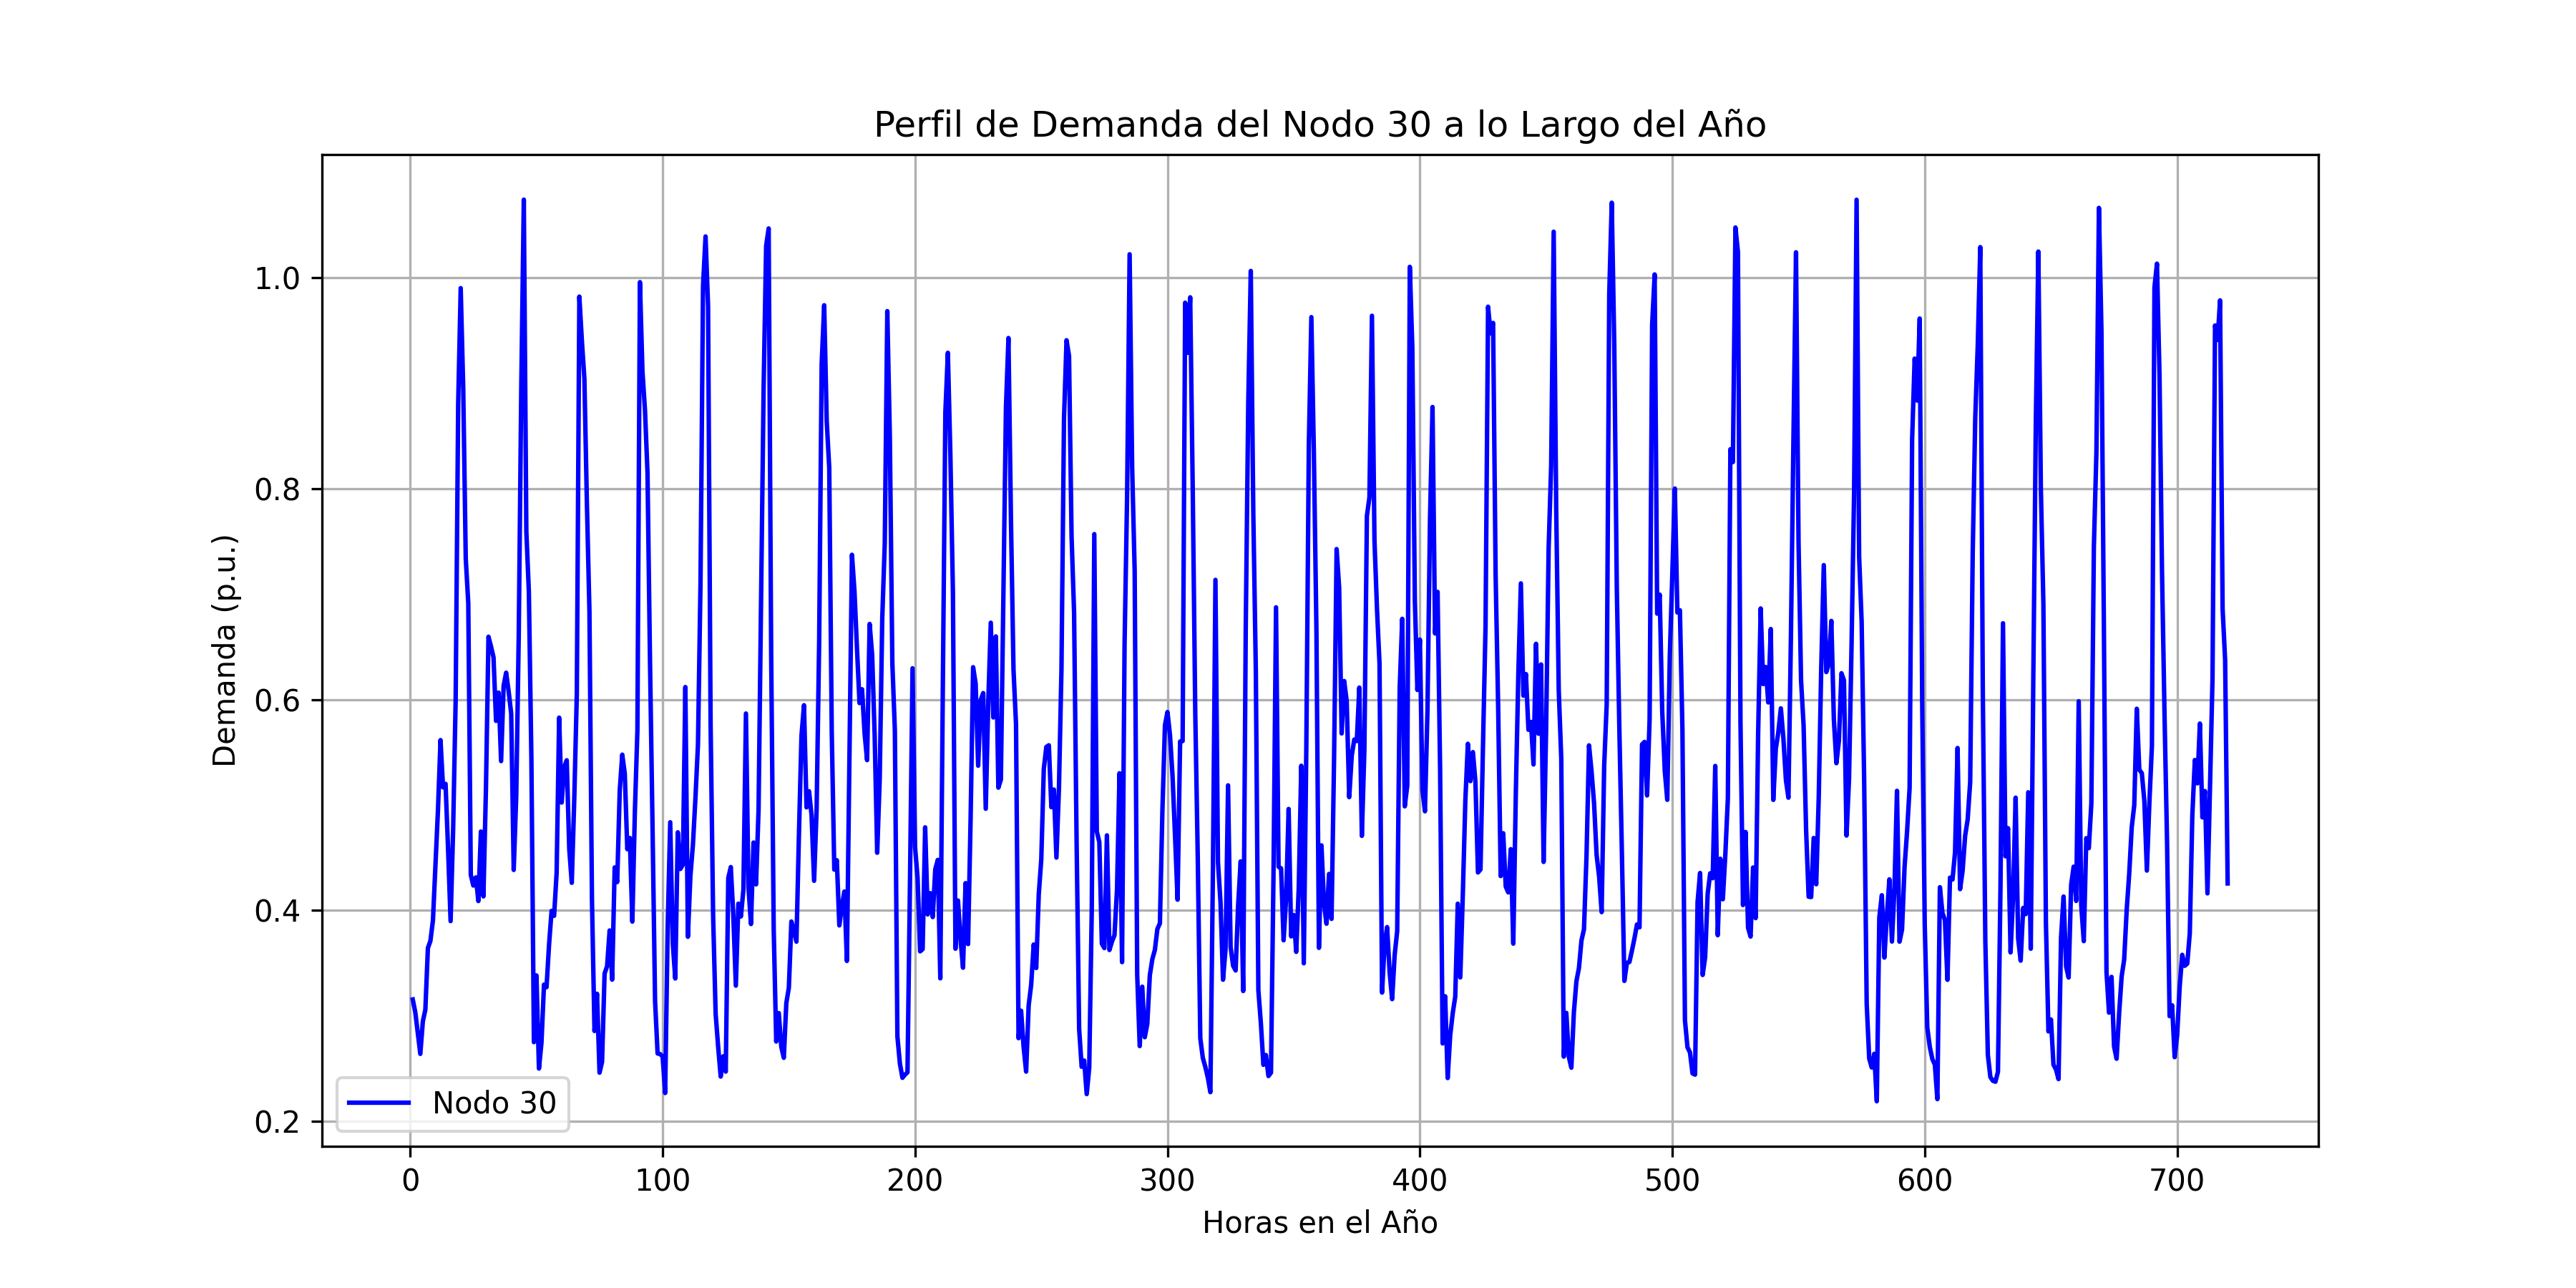 Perfil de Demanda del Nodo 30 a lo Largo del Año
Demanda (p.u.)
1.0
0.8
0.6
0.4
0.2
Nodo 30
0 100 200 300 400 500 600 700
Horas en el Año